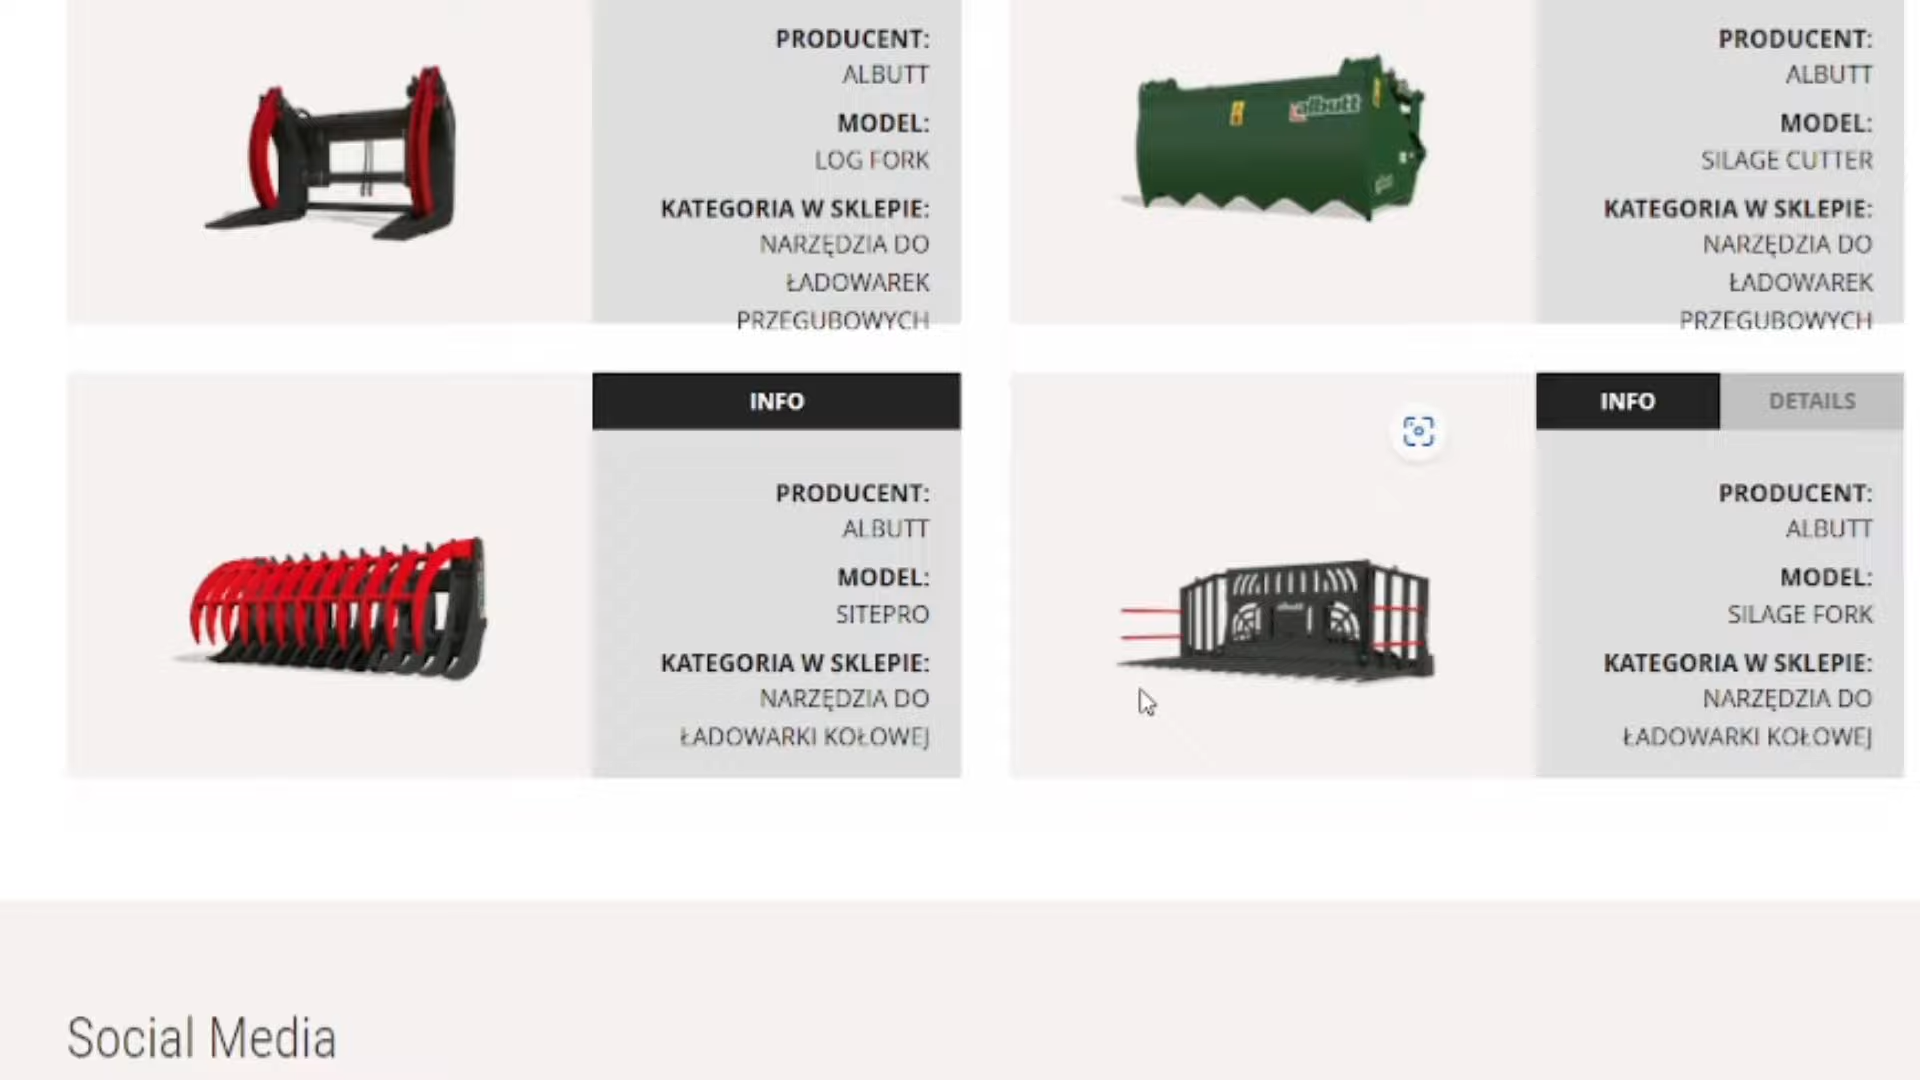 PRODUCENT:
ALBUTT
MODEL:
LOG FORK
KATEGORIA W SKLEPIE:
NARZĘDZIA DO
ŁADOWAREK
PRZEGUBOWYCH
albutt
PRODUCENT:
ALBUTT
MODEL:
SILAGE CUTTER
KATEGORIA W SKLEPIE:
NARZĘDZIA DO
ŁADOWAREK
PRZEGUBOWYCH
INFO
PRODUCENT:
ALBUTT
MODEL:
SITEPRO
KATEGORIA W SKLEPIE:
NARZĘDZIA DO
ŁADOWARKI KOŁOWEJ
INFO DETAILS
PRODUCENT:
ALBUTT
MODEL:
SILAGE FORK
KATEGORIA W SKLEPIE:
NARZĘDZIA DO
ŁADOWARKI KOŁOWEJ
Social Media